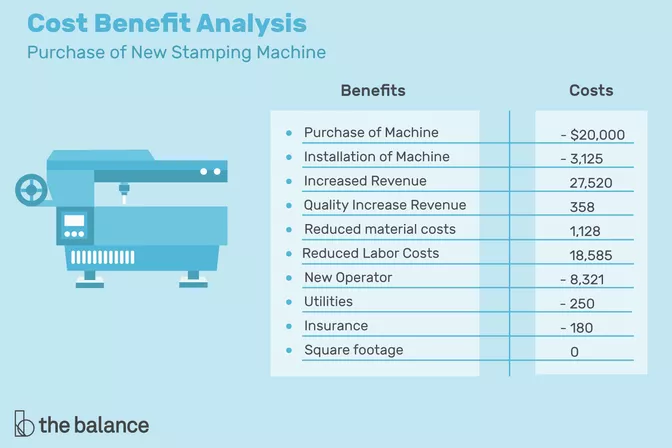 Cost Benefit Analysis
Purchase of New Stamping Machine
Benefits Costs
Purchase of Machine - $20,000
Installation of Machine - 3,125
Increased Revenue 27,520
Quality Increase Revenue 358
Reduced material costs 1,128
Reduced Labor Costs 18,585
New Operator - 8,321
Utilities - 250
Insurance - 180
Square footage 0
the balance